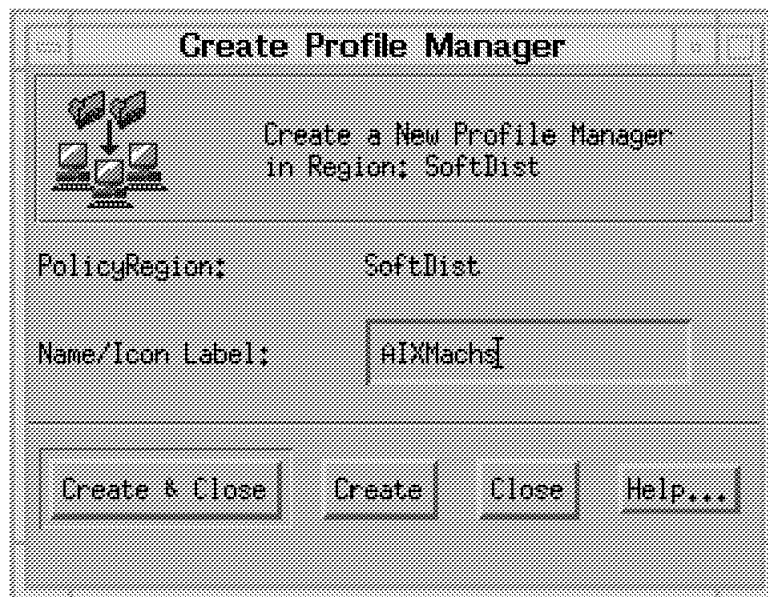 Create Profile Manager
Create a New Profile Manager
in Region: SoftDist
PolicyRegion: SoftDist
Name/Icon Label: AIXMachs
Create & Close Create Close Help...